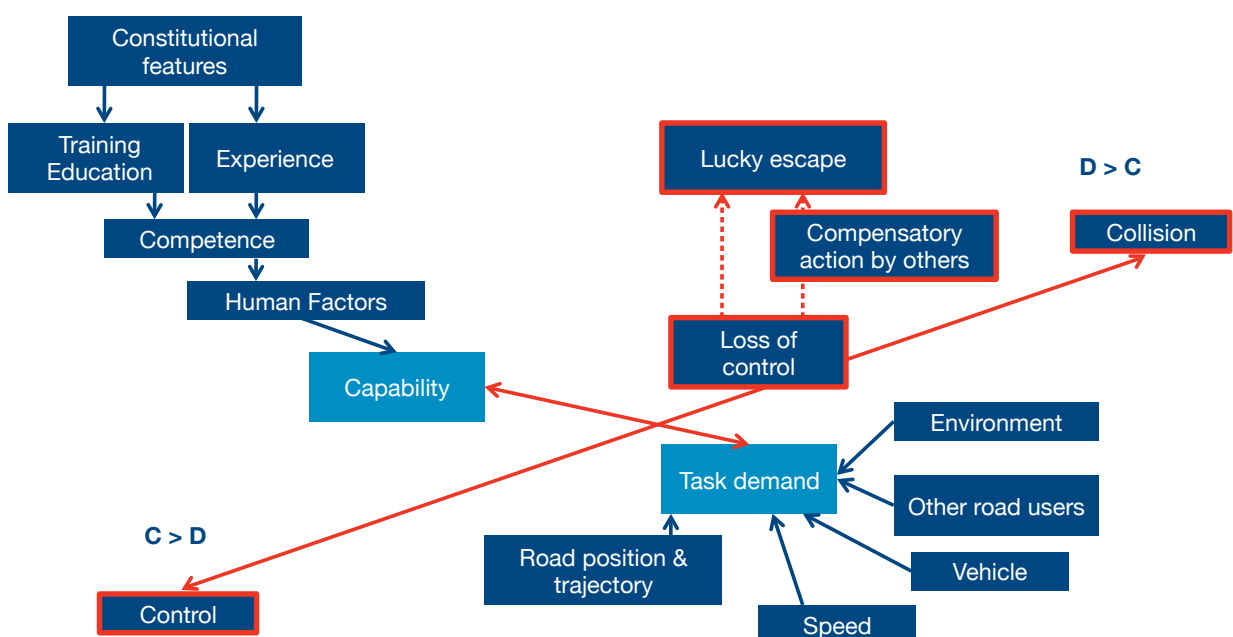 Constitutional
features
Training
Education
Experience
Competence
Human Factors
Capability
Lucky escape
D > C
Compensatory
action by others
Collision
Loss of
control
Environment
Task demand
Other road users
C > D
Road position &
trajectory
Vehicle
Control
Speed